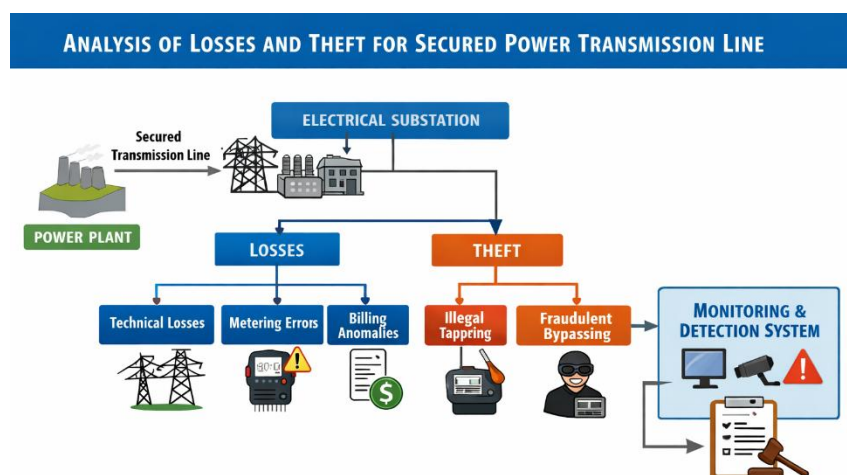 ANALYSIS OF LOSSES AND THEFT FOR SECURED POWER TRANSMISSION LINE
ELECTRICAL SUBSTATION
Secured
Transmission Line
POWER PLANT
LOSSES
THEFT
Technical Losses
Metering Errors
Billing
Anomalies
Illegal
Tappcing
Fraudulent
Bypassing
MONITORING &
DETECTION SYSTEM